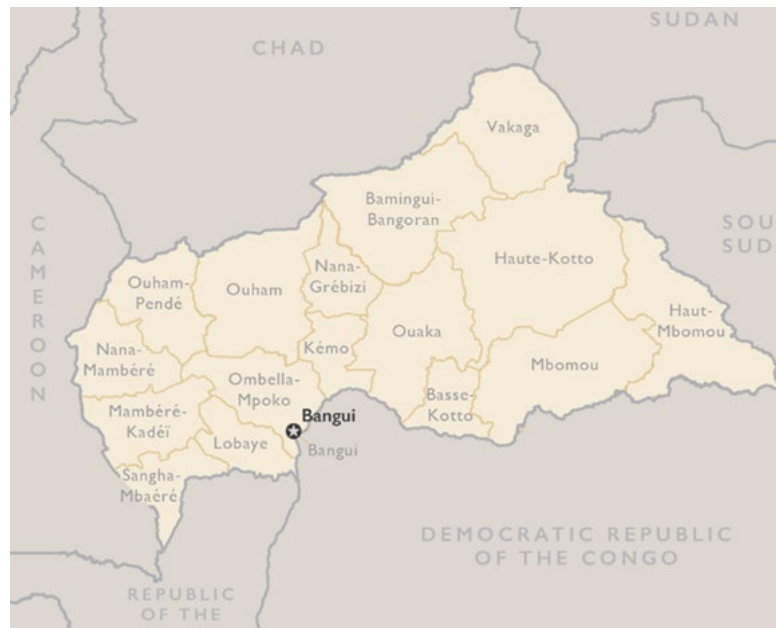 SUDAN
CHAD
Vakaga
Bamingui-
Bangoran
CAMEROON
SOU
SUD
Haute-Kotto
Nana-
Grébizi
Ouham-
Pendé
Ouham
Haut-
Mbomou
Ouaka
Kémo
Nana-
Mambéré
Mbomou
Ombella-
Mpoko
Basse-
Kotto
Mambéré-
Kadéï
Bangui
Lobaye
Bangui
Sangha-
Mbaéré
DEMOCRATIC REPUBLIC
OF THE CONGO
REPUBLIC
OF THE